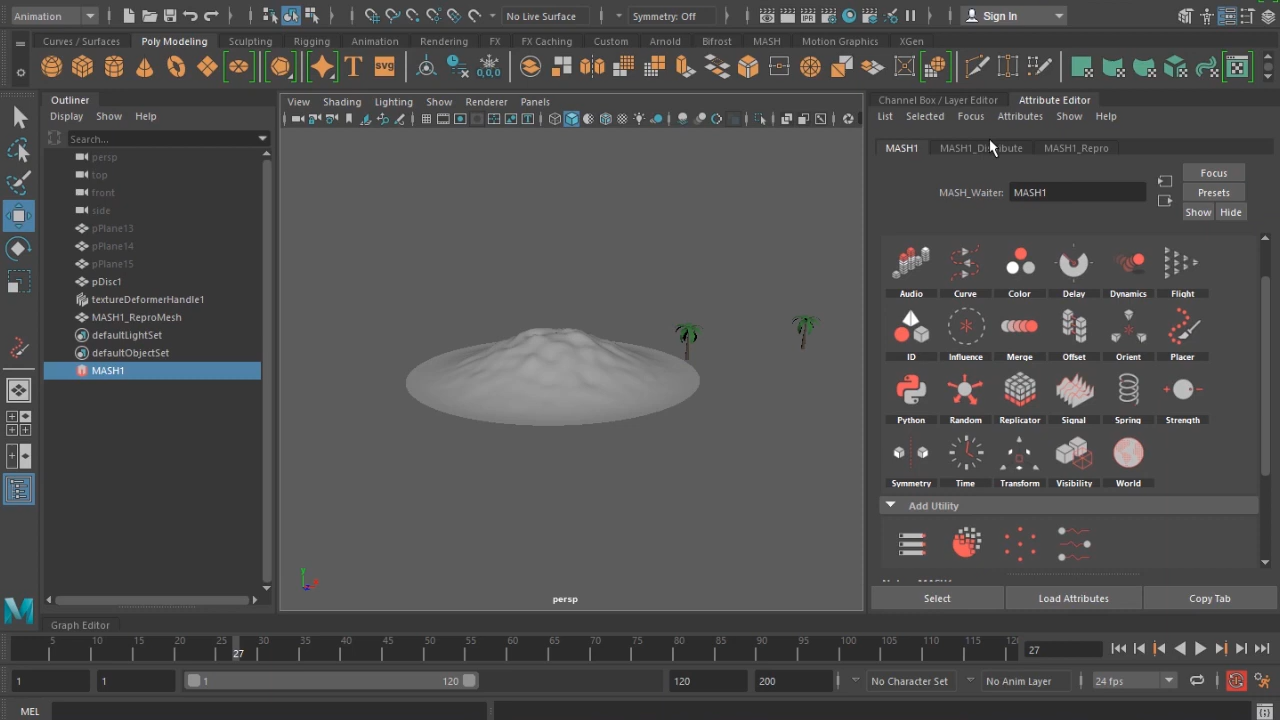 Animation
No Live Surface
Symmetry: Off
Sign In
Curves / Surfaces
Poly Modeling
Sculpting
Rigging
Animation
Rendering
FX
FX Caching
Custom
Arnold
Bifrost
MASH
Motion Graphics
XGen
T
SVG
0,0,0
Outliner
Display
Show
Help
Search...
persp
top
front
side
pPlane13
pPlane14
pPlane15
pDisc1
textureDeformerHandle1
MASH1_ReproMesh
defaultLightSet
defaultObjectSet
MASH1
View
Shading
Lighting
Show
Renderer
Panels
persp
Channel Box / Layer Editor
Attribute Editor
List
Selected
Focus
Attributes
Show
Help
MASH1
MASH1_Distribute
MASH1_Repro
MASH_Waiter:
MASH1
Focus
Presets
Show
Hide
Audio
Curve
Color
Delay
Dynamics
Flight
ID
Influence
Merge
Offset
Orient
Placer
Python
Random
Replicator
Signal
Spring
Strength
Symmetry
Time
Transform
Visibility
World
Add Utility
Select
Load Attributes
Copy Tab
Graph Editor
5 10 15 20 25 30 35 40 45 50 55 60 65 70 75 80 85 90 95 100 105 110 115
27
27
1
1
1
120
120
200
No Character Set
No Anim Layer
24 fps
MEL